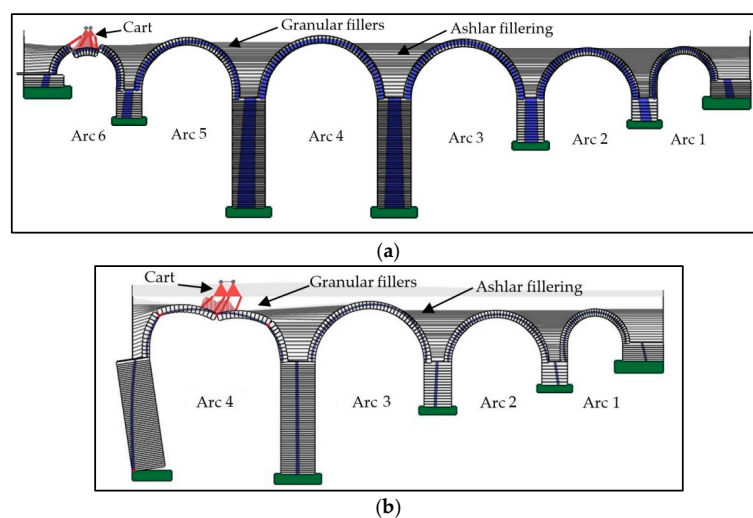 (a)
Cart
Granular fillers
Ashlar fillering
Arc 6
Arc 5
Arc 4
Arc 3
Arc 2
Arc 1
(b)
Cart
Granular fillers
Ashlar fillering
Arc 4
Arc 3
Arc 2
Arc 1